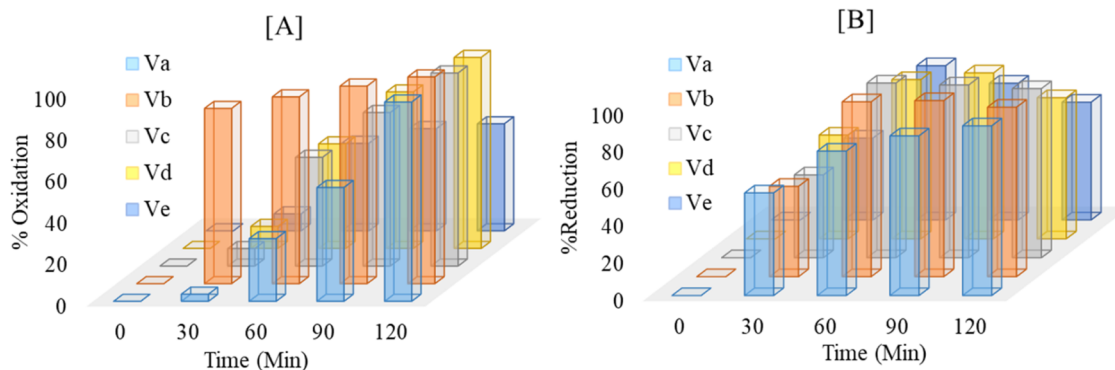 [A]
Va
Vb
Vc
Vd
Ve
% Oxidation
100
80
60
40
20
0
0 30 60 90 120
Time (Min)
[B]
Va
Vb
Vc
Vd
Ve
%Reduction
100
80
60
40
20
0
0 30 60 90 120
Time (Min)